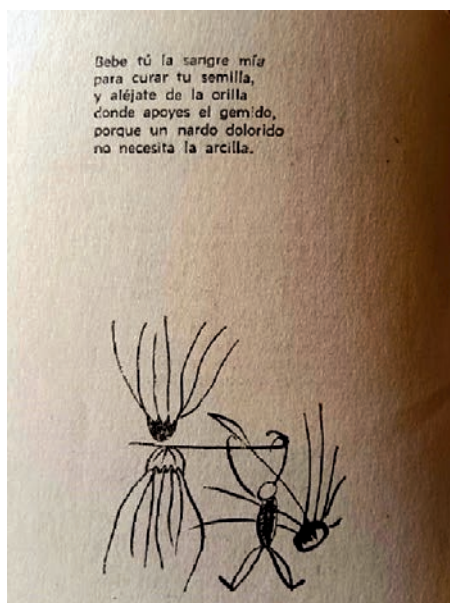 Bebe tú la sangre mía
para curar tu semilla,
y aléjate de la orilla
donde apoyes el gemido,
porque un nardo dolorido
no necesita la arcilla.